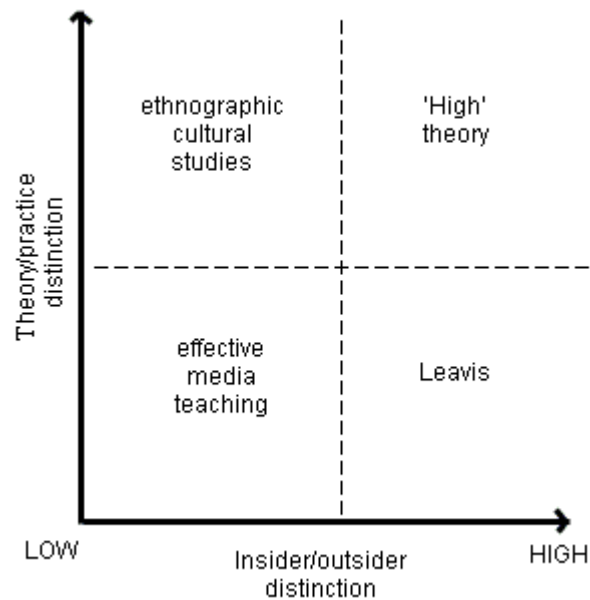 ethnographic
cultural
studies
'High'
theory
Theory/practice
distinction
effective
media
teaching
Leavis
LOW
Insider/outsider
distinction
HIGH